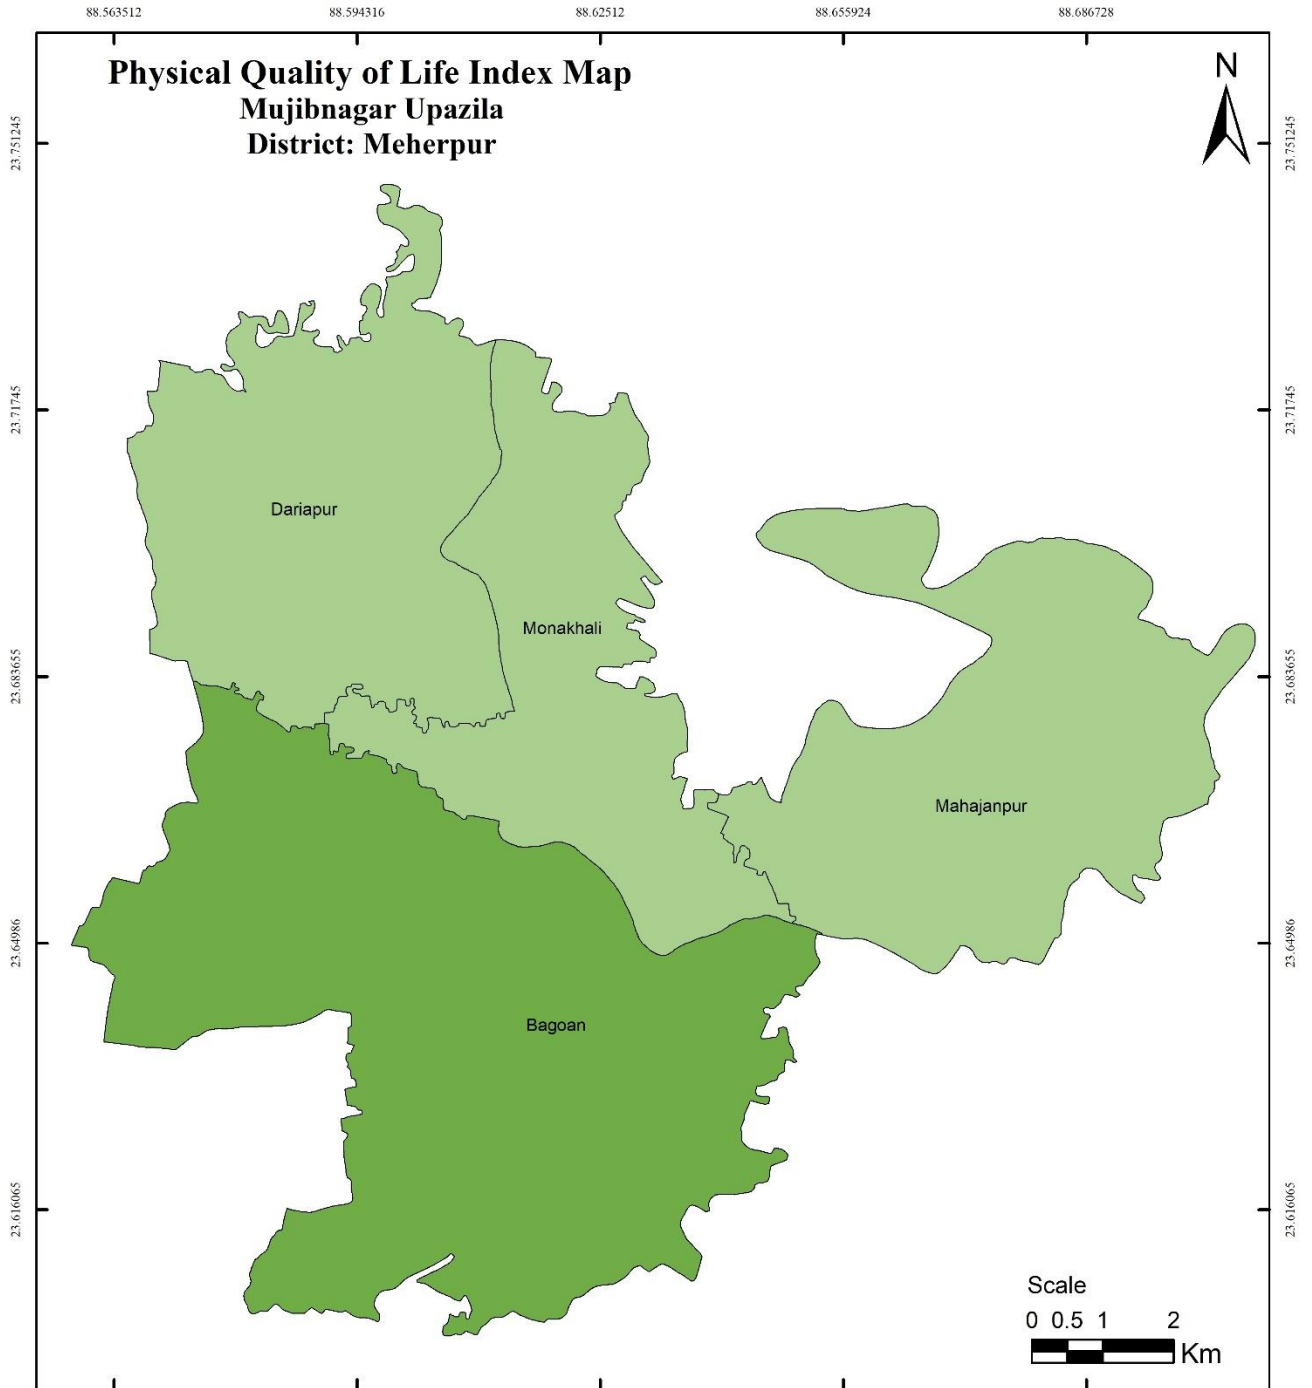 88.563512 88.594316 88.62512 88.655924 88.686728
Physical Quality of Life Index Map
Mujibnagar Upazila
District: Meherpur
N
23.751245 23.751245
23.71745 23.71745
Dariapur
Monakhali
23.683655 23.683655
Mahajanpur
23.64986 23.64986
Bagoan
23.616065 23.616065
Scale
0 0.5 1 2
Km